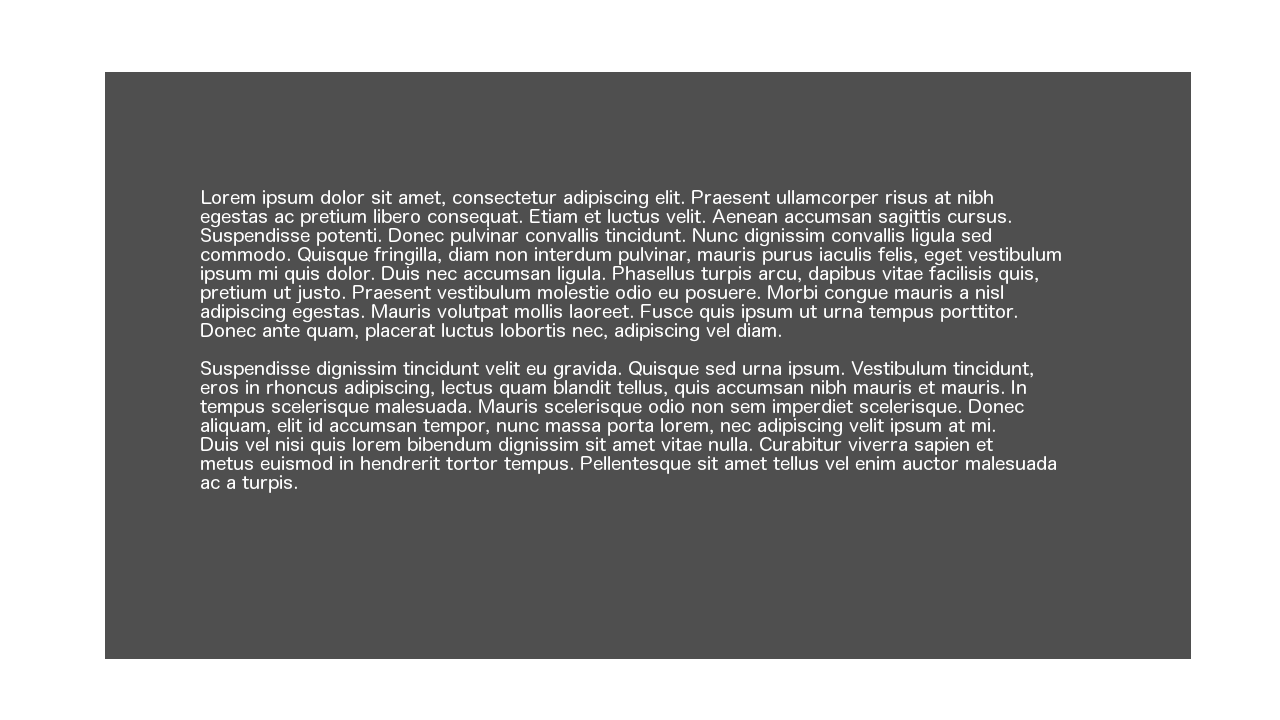 Lorem ipsum dolor sit amet, consectetur adipiscing elit. Praesent ullamcorper risus at nibh
egestas ac pretium libero consequat. Etiam et luctus velit. Aenean accumsan sagittis cursus.
Suspendisse potenti. Donec pulvinar convallis tincidunt. Nunc dignissim convallis ligula sed
commodo. Quisque fringilla, diam non interdum pulvinar, mauris purus iaculis felis, eget vestibulum
ipsum mi quis dolor. Duis nec accumsan ligula. Phasellus turpis arcu, dapibus vitae facilisis quis,
pretium ut justo. Praesent vestibulum molestie odio eu posuere. Morbi congue mauris a nisl
adipiscing egestas. Mauris volutpat mollis laoreet. Fusce quis ipsum ut urna tempus porttitor.
Donec ante quam, placerat luctus lobortis nec, adipiscing vel diam.

Suspendisse dignissim tincidunt velit eu gravida. Quisque sed urna ipsum. Vestibulum tincidunt,
eros in rhoncus adipiscing, lectus quam blandit tellus, quis accumsan nibh mauris et mauris. In
tempus scelerisque malesuada. Mauris scelerisque odio non sem imperdiet scelerisque. Donec
aliquam, elit id accumsan tempor, nunc massa porta lorem, nec adipiscing velit ipsum at mi.
Duis vel nisi quis lorem bibendum dignissim sit amet vitae nulla. Curabitur viverra sapien et
metus euismod in hendrerit tortor tempus. Pellentesque sit amet tellus vel enim auctor malesuada
ac a turpis.